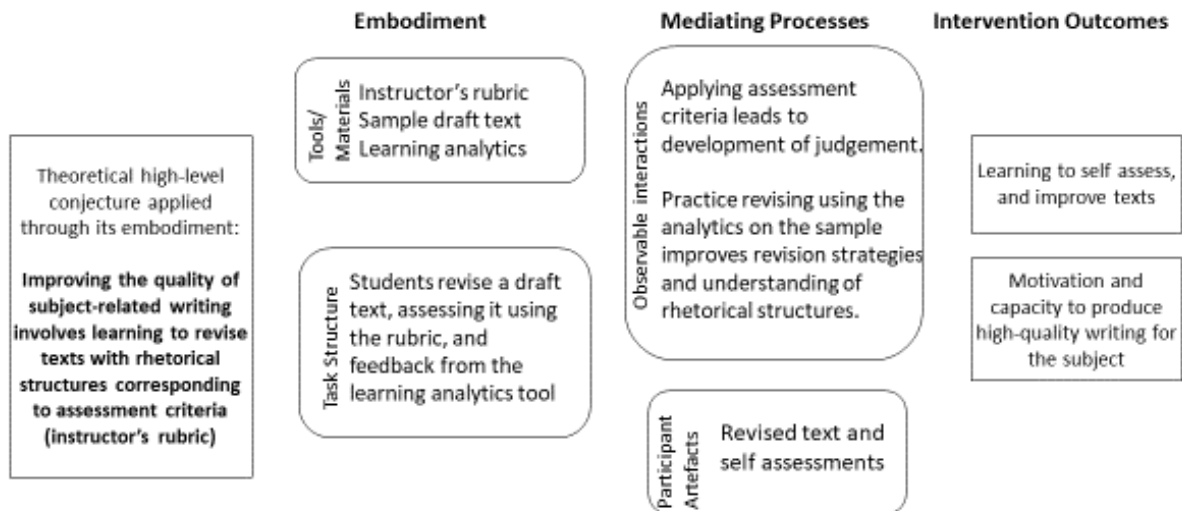 Embodiment
Mediating Processes
Intervention Outcomes
Theoretical high-level
conjecture applied
through its embodiment:
Improving the quality of
subject-related writing
involves learning to revise
texts with rhetorical
structures corresponding
to assessment criteria
(instructor's rubric)
Tools/
Materials
Instructor's rubric
Sample draft text
Learning analytics
Task Structure
Students revise a draft
text, assessing it using
the rubric, and
feedback from the
learning analytics tool
Observable interactions
Applying assessment
criteria leads to
development of judgement.
Practice revising using the
analytics on the sample
improves revision strategies
and understanding of
rhetorical structures.
Participant
Artefacts
Revised text and
self assessments
Learning to self assess,
and improve texts
Motivation and
capacity to produce
high-quality writing for
the subject